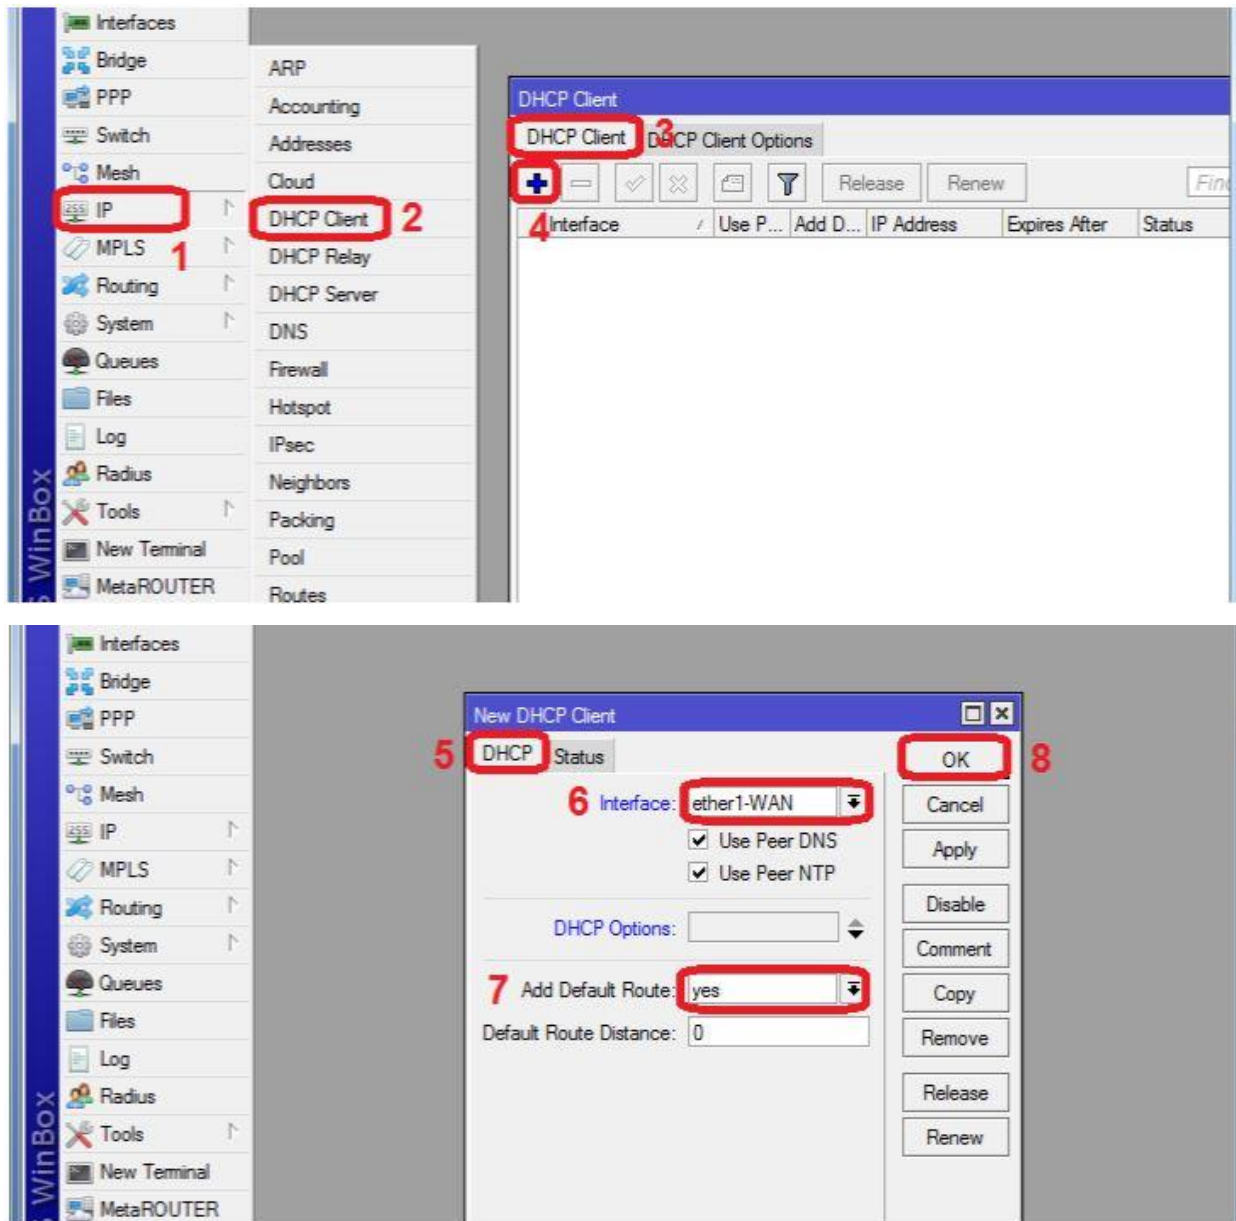 Interfaces
Bridge
PPP
Switch
Mesh
IP
1
MPLS
Routing
System
Queues
Files
Log
Radius
Tools
New Terminal
MetaROUTER
WinBox
ARP
Accounting
Addresses
Cloud
DHCP Client 2
DHCP Relay
DHCP Server
DNS
Firewall
Hotspot
IPsec
Neighbors
Packing
Pool
Routes
DHCP Client
DHCP Client 3 DHCP Client Options
Release Renew Find
4 Interface Use P... Add D... IP Address Expires After Status
Interfaces
Bridge
PPP
Switch
Mesh
255 IP
MPLS
Routing
System
Queues
Files
Log
Radius
Tools
New Terminal
MetaROUTER
WinBox
New DHCP Client
5 DHCP Status
6 Interface: ether1-WAN
Use Peer DNS
Use Peer NTP
DHCP Options:
7 Add Default Route: yes
Default Route Distance: 0
OK 8
Cancel
Apply
Disable
Comment
Copy
Remove
Release
Renew